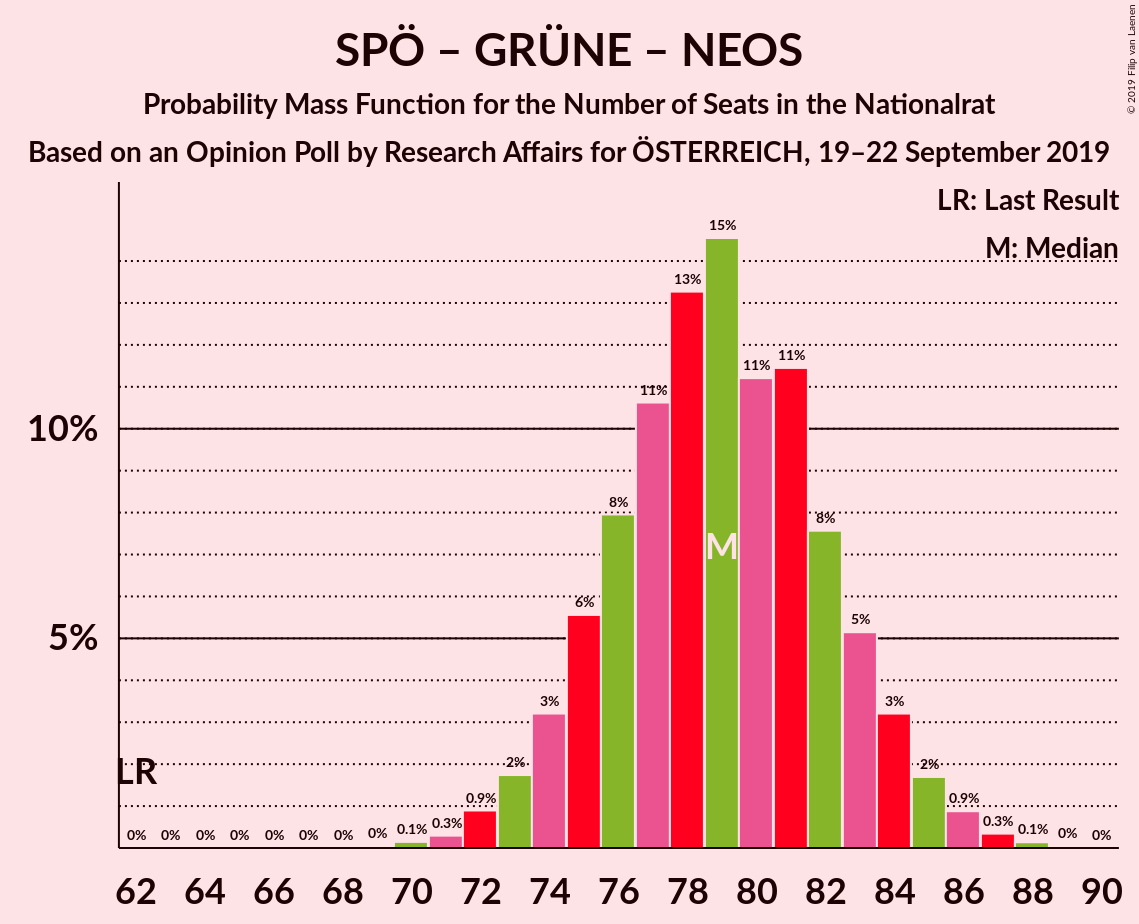 SPÖ – GRÜNE – NEOS
Probability Mass Function for the Number of Seats in the Nationalrat
Based on an Opinion Poll by Research Affairs for ÖSTERREICH, 19–22 September 2019
© 2019 Filip van Laenen
LR: Last Result
M: Median
10%
5%
LR
M
0% 0% 0% 0% 0% 0% 0% 0% 0.1% 0.3% 0.9% 2% 3% 6% 8% 11% 13% 15% 11% 11% 8% 5% 3% 2% 0.9% 0.3% 0.1% 0% 0%
62 64 66 68 70 72 74 76 78 80 82 84 86 88 90